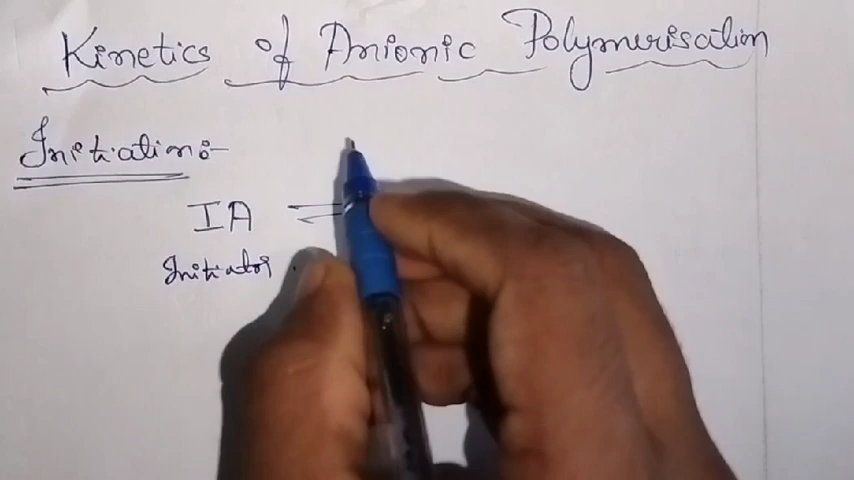 Kinetics of Anionic Polymerisation
Initiation:-
IA ⇌
Initiator